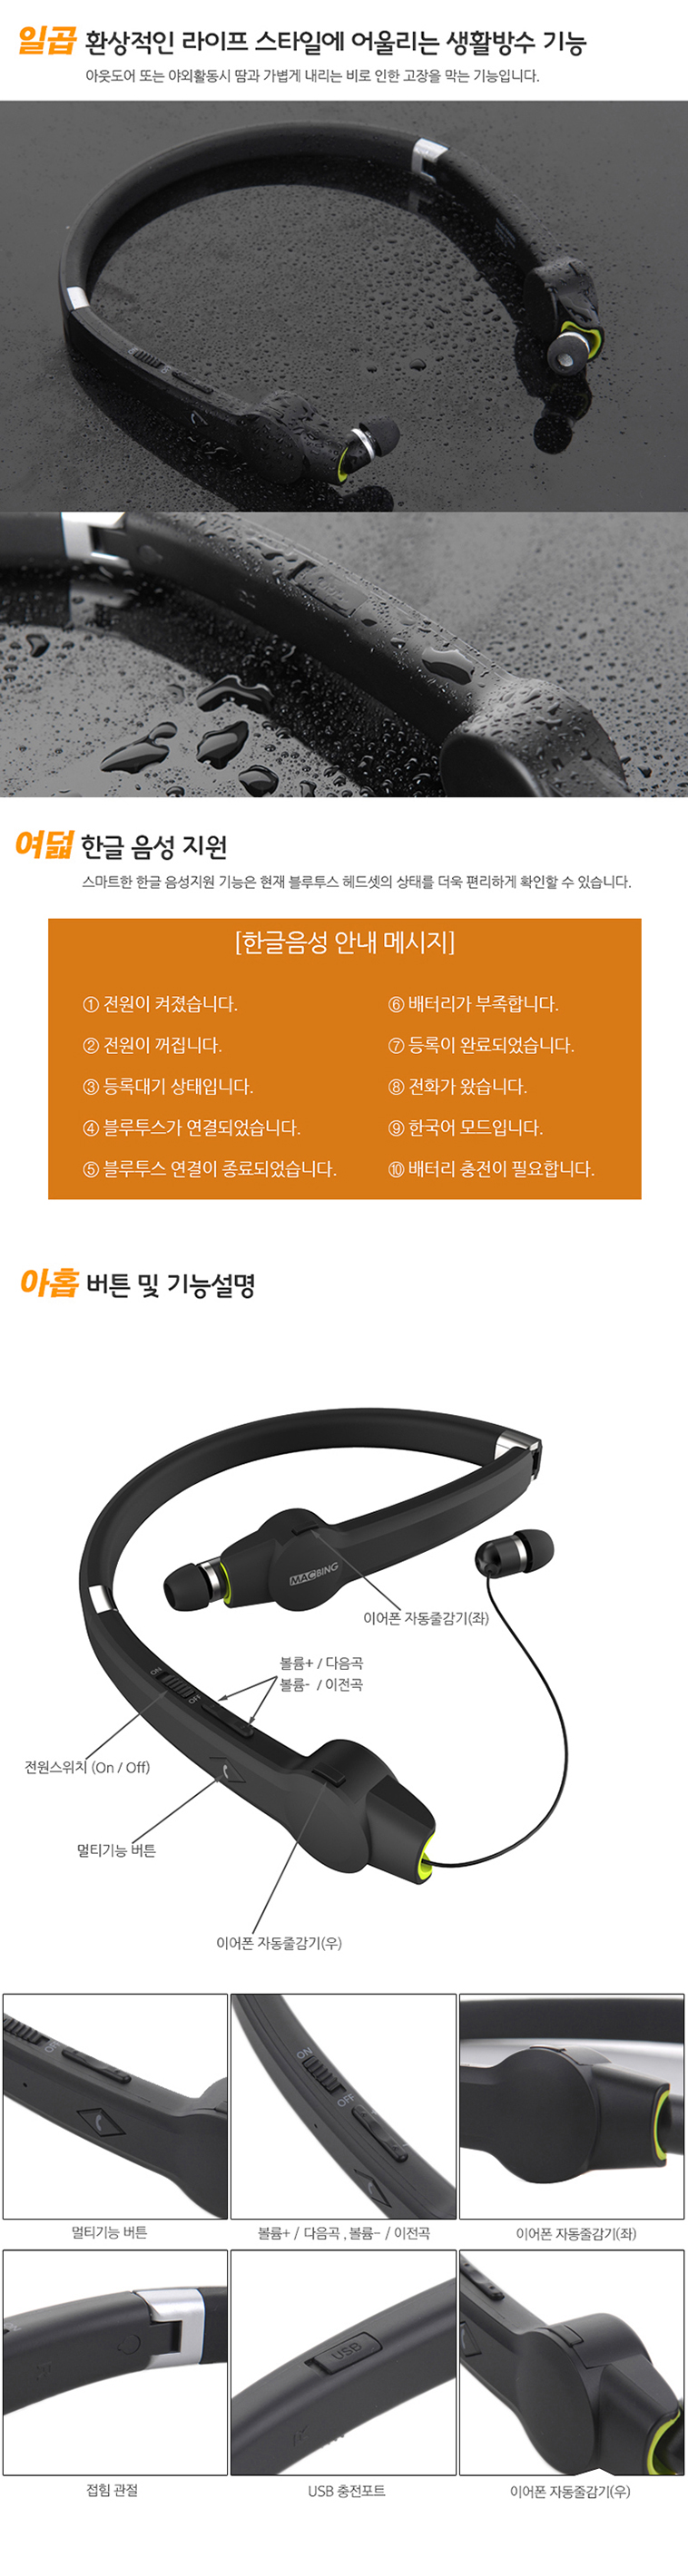 일곱 환상적인 라이프 스타일에 어울리는 생활방수 기능
아웃도어 또는 야외활동시 땀과 가볍게 내리는 비로 인한 고장을 막는 기능입니다.
여덟 한글 음성 지원
스마트한 한글 음성지원 기능은 현재 블루투스 헤드셋의 상태를 더욱 편리하게 확인할 수 있습니다.
[한글음성 안내 메시지]
① 전원이 켜졌습니다.
② 전원이 꺼집니다.
③ 등록대기 상태입니다.
④ 블루투스가 연결되었습니다.
⑤ 블루투스 연결이 종료되었습니다.
⑥ 배터리가 부족합니다.
⑦ 등록이 완료되었습니다.
⑧ 전화가 왔습니다.
⑨ 한국어 모드입니다.
⑩ 배터리 충전이 필요합니다.
아홉 버튼 및 기능설명
MACBING
이어폰 자동줄감기(좌)
볼륨+ / 다음곡
볼륨- / 이전곡
ON
OFF
전원스위치 (On / Off)
멀티기능 버튼
이어폰 자동줄감기(우)
OFF
ON
OFF
멀티기능 버튼
볼륨+ / 다음곡 , 볼륨- / 이전곡
이어폰 자동줄감기(좌)
USB
접힘 관절
USB 충전포트
이어폰 자동줄감기(우)